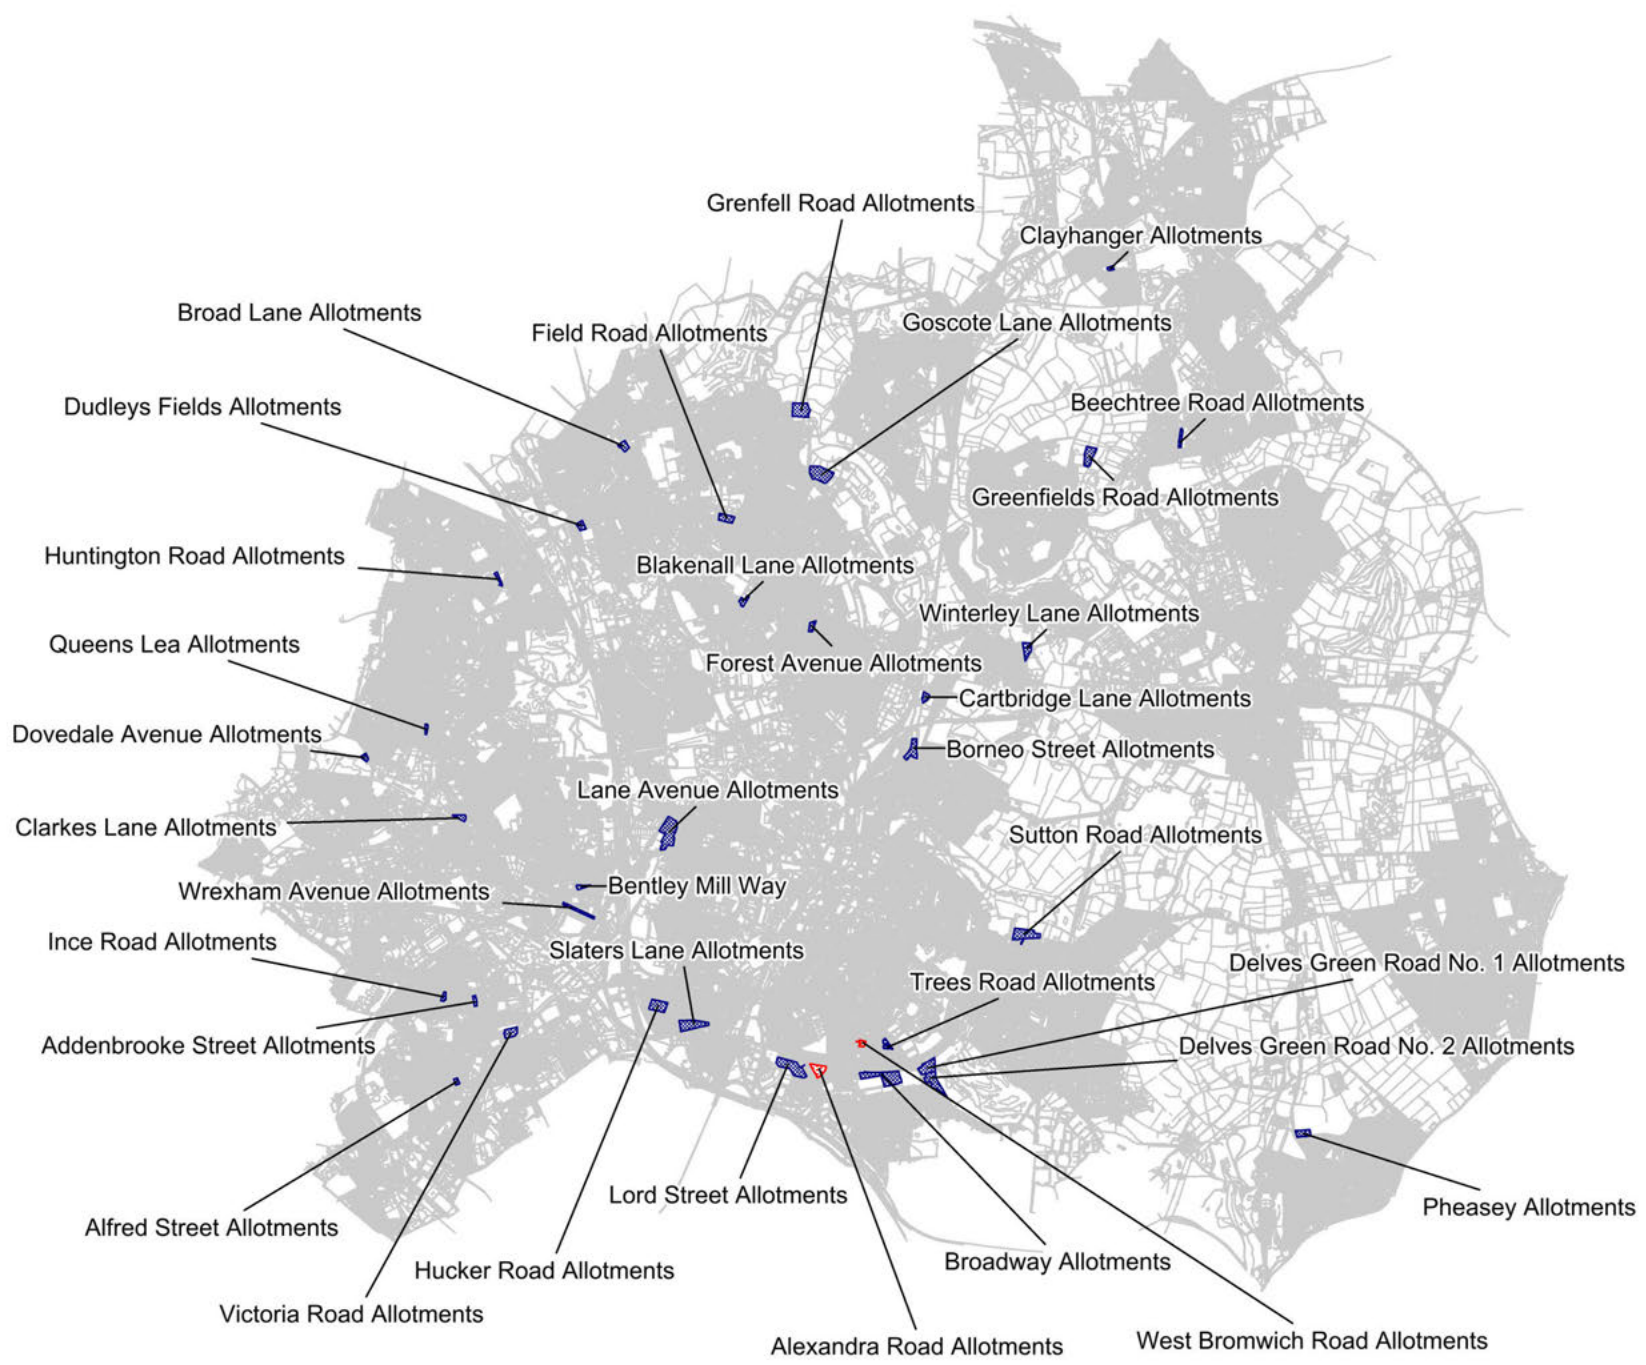 Grenfell Road Allotments
Clayhanger Allotments
Broad Lane Allotments
Field Road Allotments
Goscote Lane Allotments
Dudleys Fields Allotments
Beechtree Road Allotments
Greenfields Road Allotments
Huntington Road Allotments
Blakenall Lane Allotments
Winterley Lane Allotments
Queens Lea Allotments
Forest Avenue Allotments
Cartbridge Lane Allotments
Dovedale Avenue Allotments
Borneo Street Allotments
Lane Avenue Allotments
Clarkes Lane Allotments
Sutton Road Allotments
Wrexham Avenue Allotments
Bentley Mill Way
Ince Road Allotments
Slaters Lane Allotments
Delves Green Road No. 1 Allotments
Trees Road Allotments
Addenbrooke Street Allotments
Delves Green Road No. 2 Allotments
Lord Street Allotments
Pheasey Allotments
Alfred Street Allotments
Broadway Allotments
Hucker Road Allotments
Victoria Road Allotments
Alexandra Road Allotments
West Bromwich Road Allotments